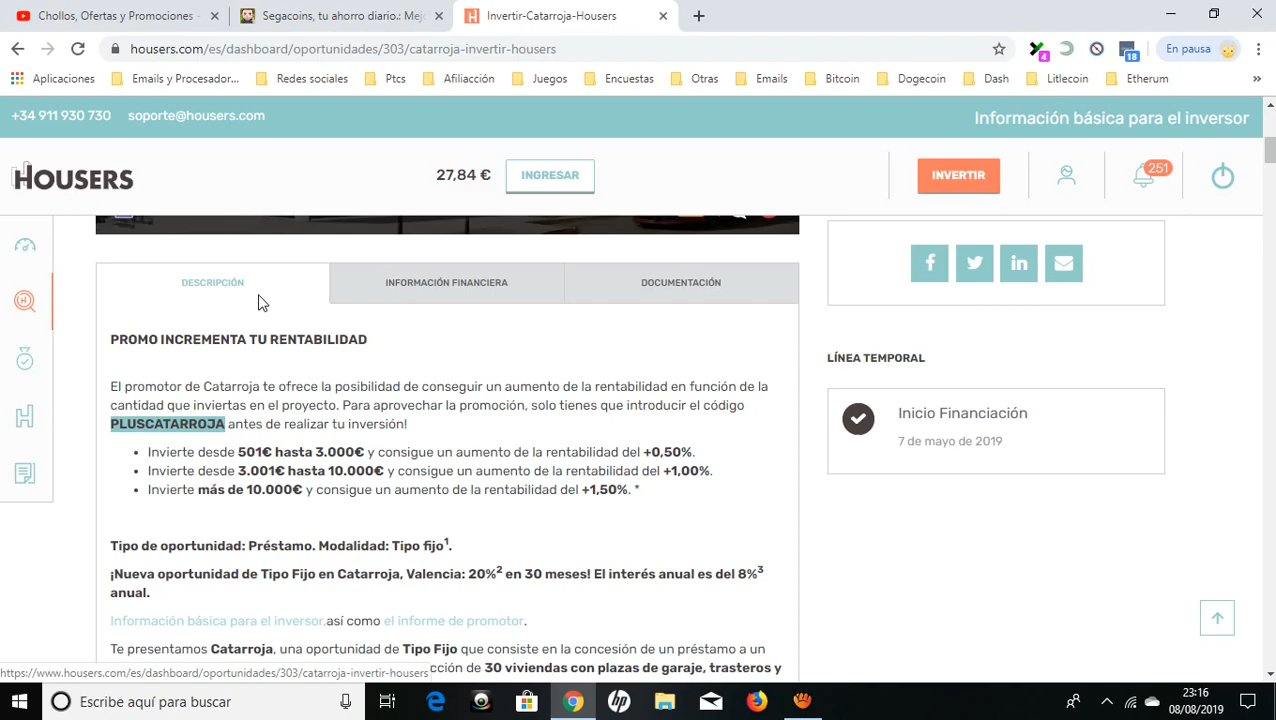 Chollos, Ofertas y Promociones -
Segacoins, tu ahorro diario.: Mej
Invertir-Catarroja-Housers
housers.com/es/dashboard/oportunidades/303/catarroja-invertir-housers
4
18
En pausa
Aplicaciones
Emails y Procesador...
Redes sociales
Ptcs
Afiliacción
Juegos
Encuestas
Otras
Emails
Bitcoin
Dogecoin
Dash
Litlecoin
Etherum
»
+34 911 930 730 soporte@housers.com
Información básica para el inversor
HOUSERS
27,84 €
INGRESAR
INVERTIR
251
DESCRIPCIÓN
INFORMACIÓN FINANCIERA
DOCUMENTACIÓN
PROMO INCREMENTA TU RENTABILIDAD
El promotor de Catarroja te ofrece la posibilidad de conseguir un aumento de la rentabilidad en función de la
cantidad que inviertas en el proyecto. Para aprovechar la promoción, solo tienes que introducir el código
PLUSCATARROJA antes de realizar tu inversión!
• Invierte desde 501€ hasta 3.000€ y consigue un aumento de la rentabilidad del +0,50%.
• Invierte desde 3.001€ hasta 10.000€ y consigue un aumento de la rentabilidad del +1,00%.
• Invierte más de 10.000€ y consigue un aumento de la rentabilidad del +1,50%. *
Tipo de oportunidad: Préstamo. Modalidad: Tipo fijo¹.
¡Nueva oportunidad de Tipo Fijo en Catarroja, Valencia: 20%² en 30 meses! El interés anual es del 8%³
anual.
Información básica para el inversor,así como el informe de promotor.
Te presentamos Catarroja, una oportunidad de Tipo Fijo que consiste en la concesión de un préstamo a un
cción de 30 viviendas con plazas de garaje, trasteros y
LÍNEA TEMPORAL
Inicio Financiación
7 de mayo de 2019
https://www.housers.com/es/dashboard/oportunidades/303/catarroja-invertir-housers
Escribe aquí para buscar
hp
23:16
08/08/2019